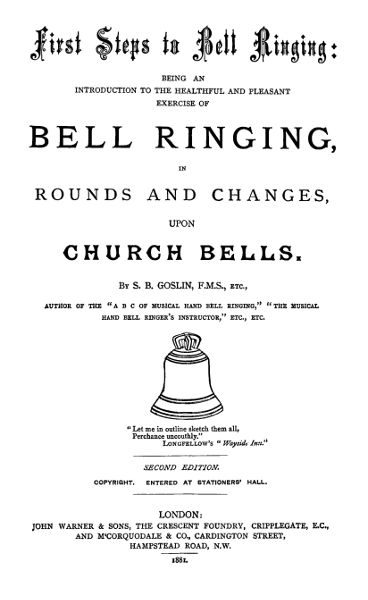 First Steps to Bell Ringing:
BEING AN
INTRODUCTION TO THE HEALTHFUL AND PLEASANT
EXERCISE OF
BELL RINGING,
IN
ROUNDS AND CHANGES,
UPON
CHURCH BELLS.
BY S. B. GOSLIN, F.M.S., ETC.,
AUTHOR OF THE "A B C OF MUSICAL HAND BELL RINGING," "THE MUSICAL
HAND BELL RINGER'S INSTRUCTOR," ETC., ETC.
"Let me in outline sketch them all,
Perchance uncouthly."
LONGFELLOW'S "Wayside Inn."
SECOND EDITION.
COPYRIGHT. ENTERED AT STATIONERS' HALL.
LONDON:
JOHN WARNER & SONS, THE CRESCENT FOUNDRY, CRIPPLEGATE, E.C.,
AND M'CORQUODALE & CO., CARDINGTON STREET,
HAMPSTEAD ROAD, N.W.
1881.